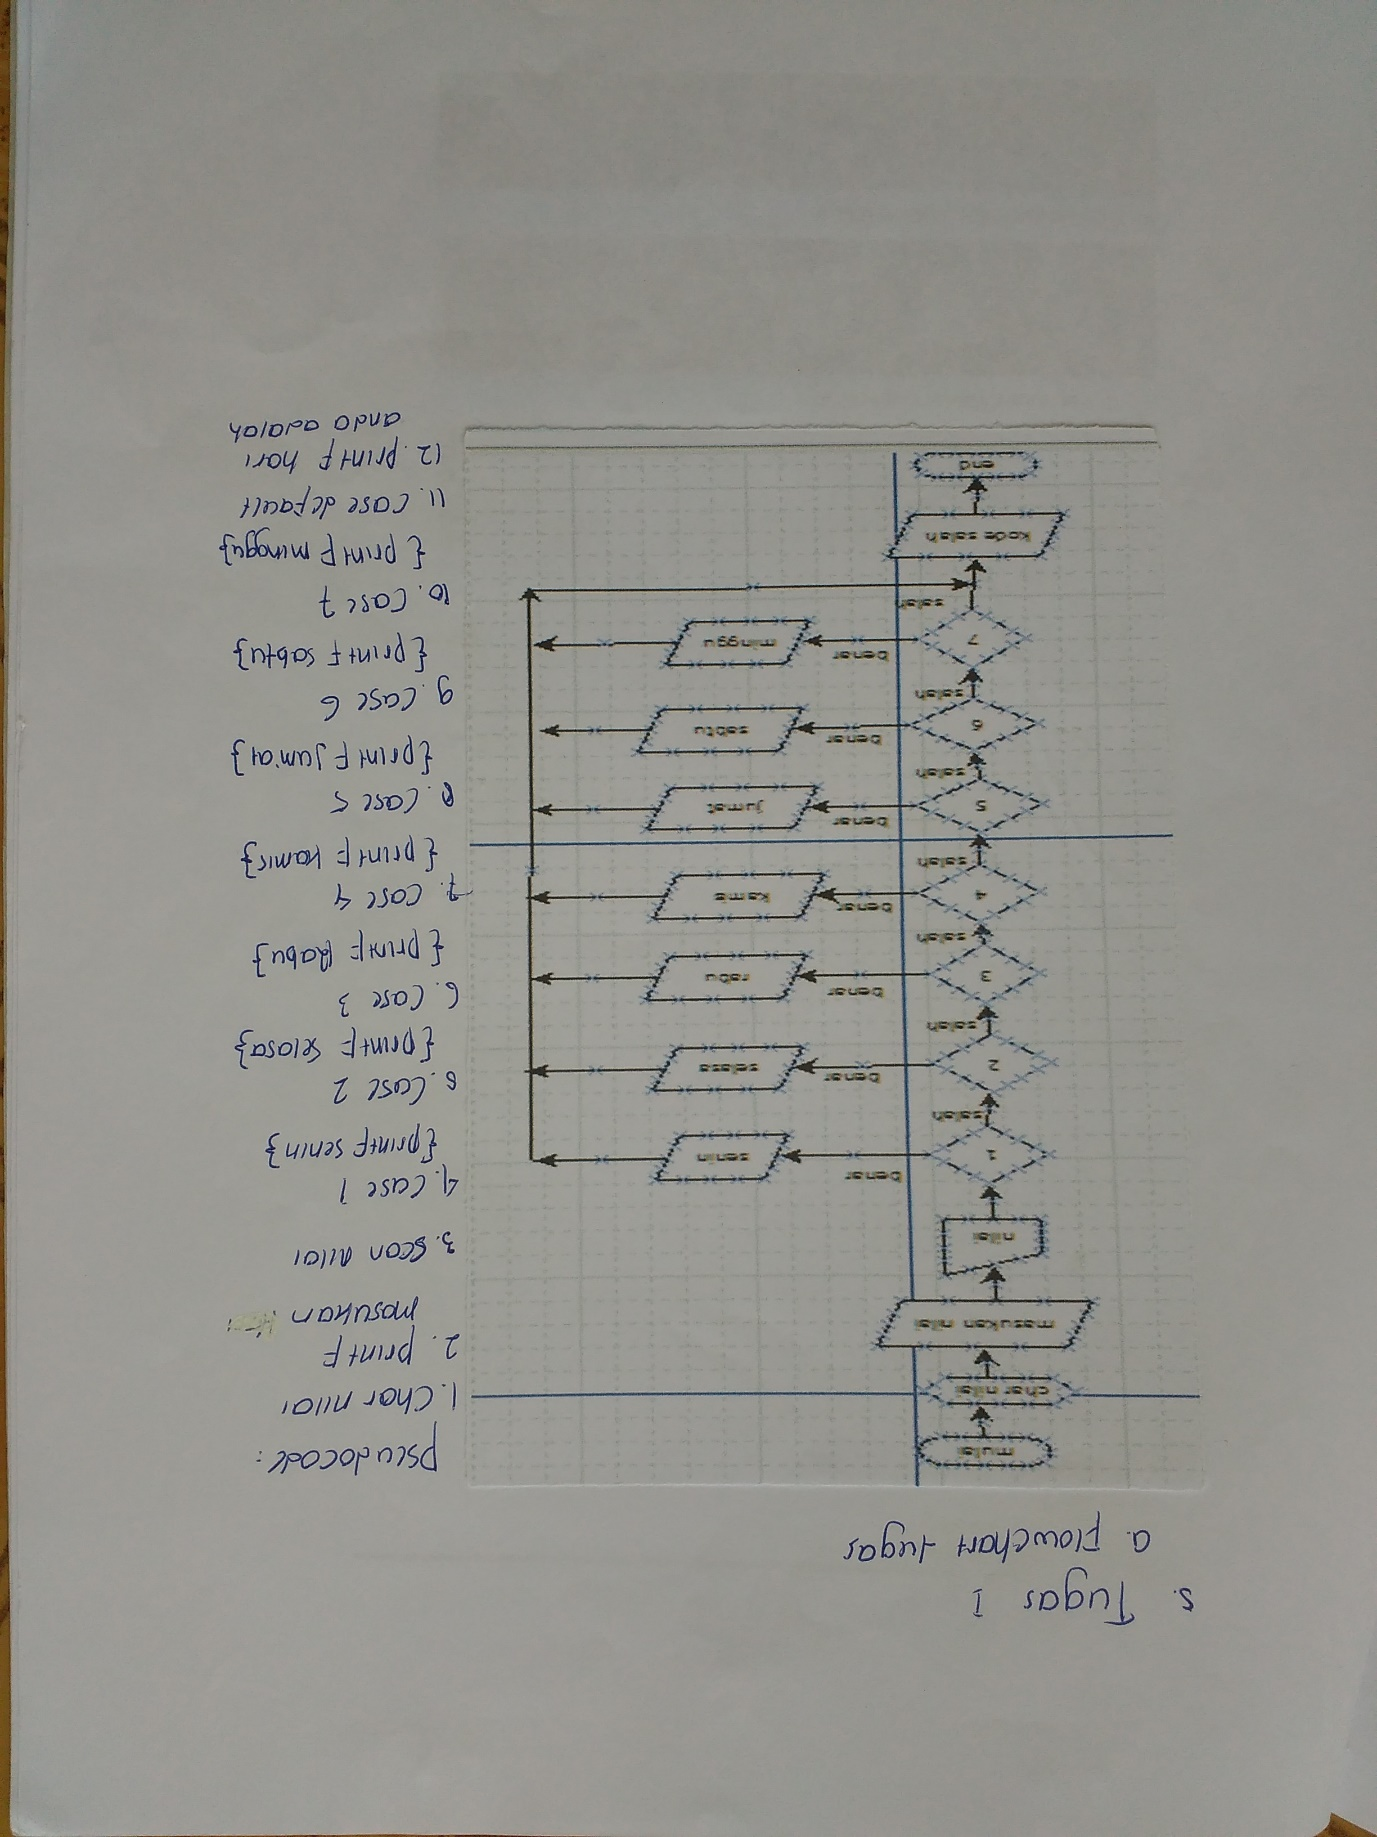 5. Tugas I
a. Flowchart tugas
mulai
char nilai
masukan nilai
nilai
1
benar
senin
salah
2
benar
selasa
salah
3
benar
rabu
salah
4
benar
kamis
salah
5
benar
jumat
salah
6
benar
sabtu
salah
7
benar
minggu
salah
kode salah
end
pseudocode:
1. Char nilai
2. printf
masukan
3. Scan nilai
4. Case 1
{printf senin}
5. Case 2
{printf selasa}
6. Case 3
{printf Rabu}
7. Case 4
{printf kamis}
8. Case 5
{printf Jum'at}
9. Case 6
{printf sabtu}
10. Case 7
{printf minggu}
11. Case default
12. printf hari
anda adalah